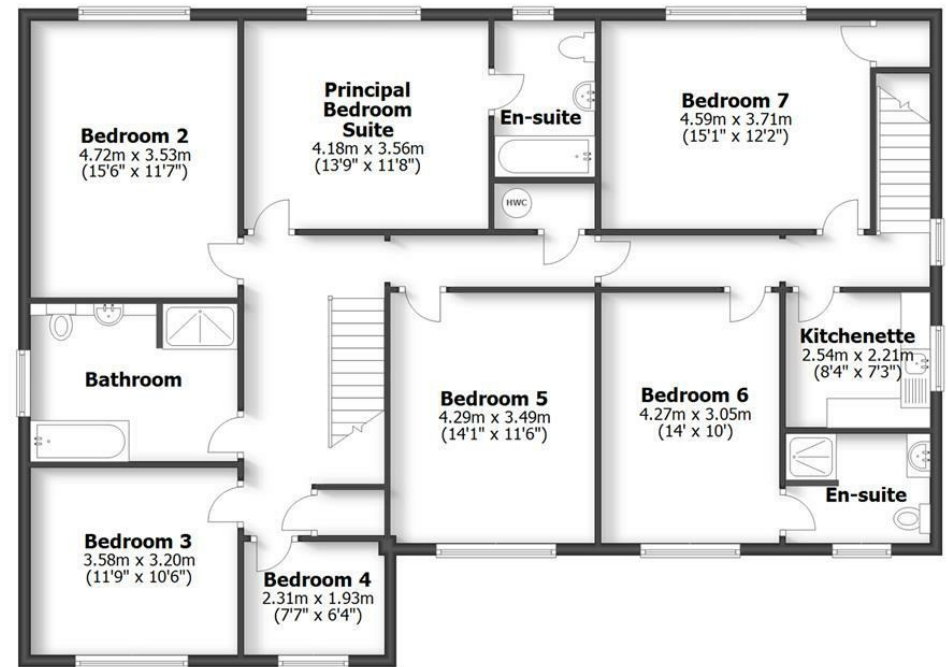 Bedroom 2
4.72m x 3.53m
(15'6" x 11'7")
Principal
Bedroom
Suite
4.18m x 3.56m
(13'9" x 11'8")
En-suite
HWC
Bedroom 7
4.59m x 3.71m
(15'1" x 12'2")
Bathroom
Bedroom 5
4.29m x 3.49m
(14'1" x 11'6")
Bedroom 6
4.27m x 3.05m
(14' x 10')
Kitchenette
2.54m x 2.21m
(8'4" x 7'3")
En-suite
Bedroom 3
3.58m x 3.20m
(11'9" x 10'6")
Bedroom 4
2.31m x 1.93m
(7'7" x 6'4")